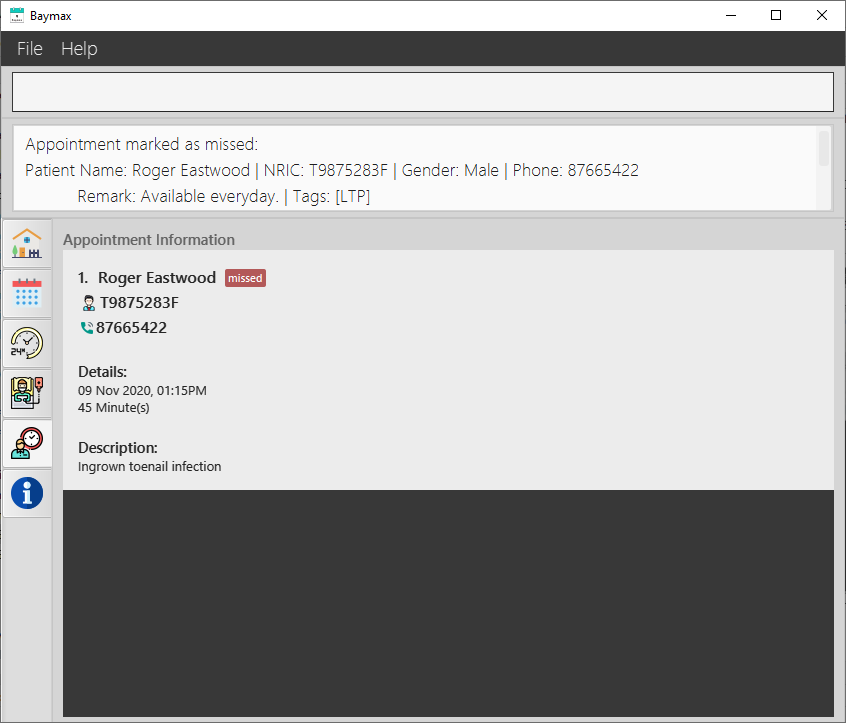 Baymax
File Help
Appointment marked as missed:
Patient Name: Roger Eastwood | NRIC: T9875283F | Gender: Male | Phone: 87665422
Remark: Available everyday. | Tags: [LTP]
Appointment Information
1. Roger Eastwood missed
T9875283F
87665422
Details:
09 Nov 2020, 01:15PM
45 Minute(s)
Description:
Ingrown toenail infection